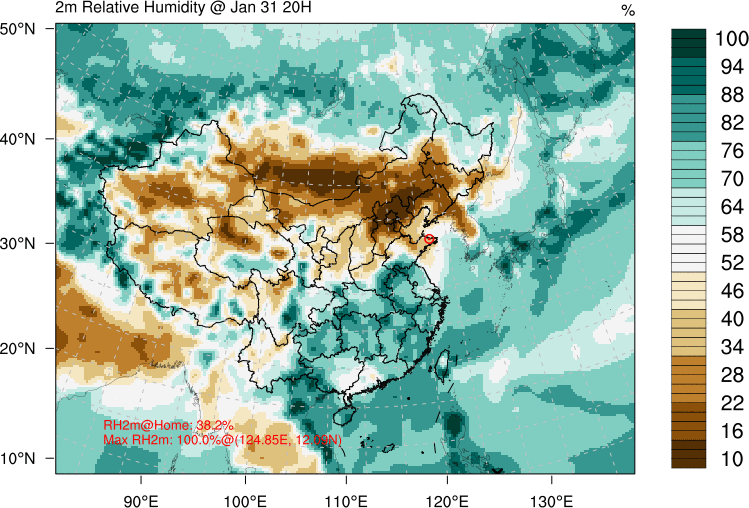 2m Relative Humidity @ Jan 31 20H
%
50°N
40°N
30°N
20°N
10°N
90°E 100°E 110°E 120°E 130°E
100
94
88
82
76
70
64
58
52
46
40
34
28
22
16
10
RH2m@Home: 38.2%
Max RH2m: 100.0%@(124.85E, 12.09N)